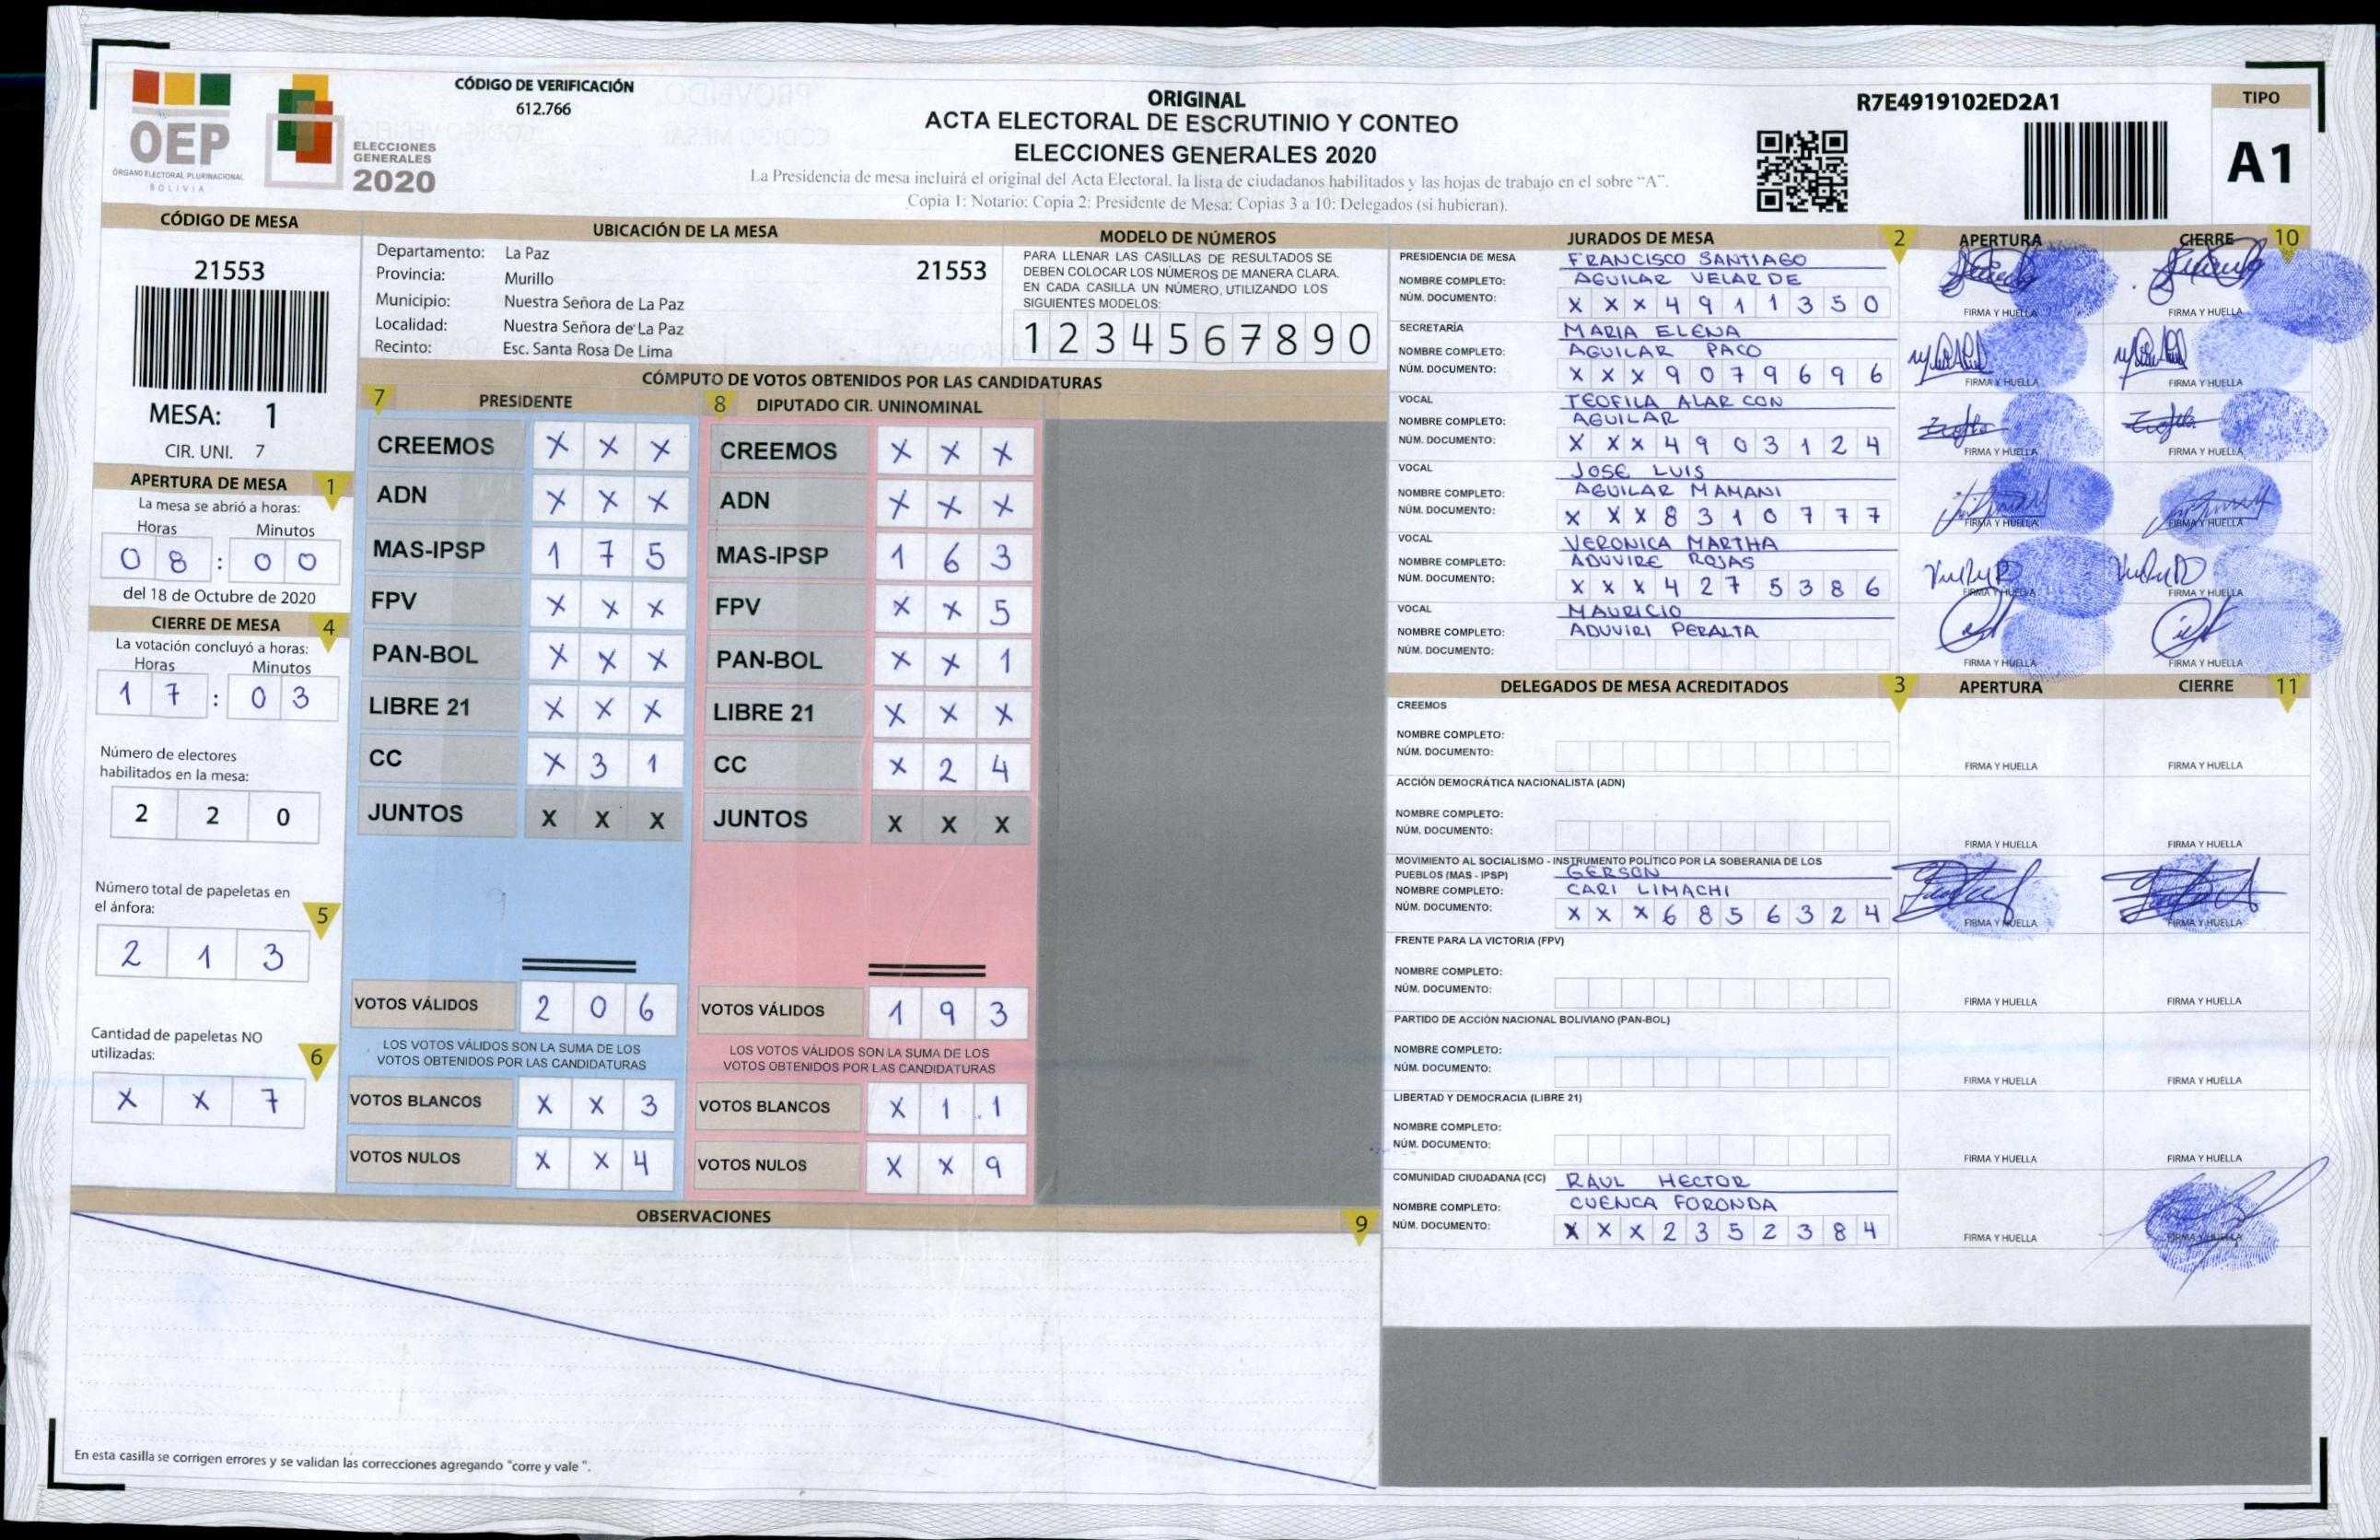 OEP
ÓRGANO ELECTORAL PLURINACIONAL
BOLIVIA
ELECCIONES
GENERALES
2020
CÓDIGO DE VERIFICACIÓN
612.766
ORIGINAL
ACTA ELECTORAL DE ESCRUTINIO Y CONTEO
ELECCIONES GENERALES 2020
La Presidencia de mesa incluirá el original del Acta Electoral, la lista de ciudadanos habilitados y las hojas de trabajo en el sobre "A".
Copia 1: Notario; Copia 2: Presidente de Mesa; Copias 3 a 10: Delegados (si hubieran).
R7E4919102ED2A1
TIPO
A1
CÓDIGO DE MESA
21553
MESA: 1
CIR. UNI. 7
APERTURA DE MESA 1
La mesa se abrió a horas:
Horas Minutos
0 8 : 0 0
del 18 de Octubre de 2020
CIERRE DE MESA 4
La votación concluyó a horas:
Horas Minutos
1 7 : 0 3
Número de electores
habilitados en la mesa:
2 2 0
Número total de papeletas en
el ánfora: 5
2 1 3
Cantidad de papeletas NO
utilizadas: 6
X X 7
UBICACIÓN DE LA MESA
Departamento: La Paz
21553
Provincia: Murillo
Municipio: Nuestra Señora de La Paz
Localidad: Nuestra Señora de La Paz
Recinto: Esc. Santa Rosa De Lima
MODELO DE NÚMEROS
PARA LLENAR LAS CASILLAS DE RESULTADOS SE
DEBEN COLOCAR LOS NÚMEROS DE MANERA CLARA.
EN CADA CASILLA UN NÚMERO, UTILIZANDO LOS
SIGUIENTES MODELOS:
1 2 3 4 5 6 7 8 9 0
CÓMPUTO DE VOTOS OBTENIDOS POR LAS CANDIDATURAS
7 PRESIDENTE
CREEMOS X X X
ADN X X X
MAS-IPSP 1 7 5
FPV X X X
PAN-BOL X X X
LIBRE 21 X X X
CC X 3 1
JUNTOS X X X
VOTOS VÁLIDOS 2 0 6
LOS VOTOS VÁLIDOS SON LA SUMA DE LOS
VOTOS OBTENIDOS POR LAS CANDIDATURAS
VOTOS BLANCOS X X 3
VOTOS NULOS X X 4
8 DIPUTADO CIR. UNINOMINAL
CREEMOS X X X
ADN X X X
MAS-IPSP 1 6 3
FPV X X 5
PAN-BOL X X 1
LIBRE 21 X X X
CC X 2 4
JUNTOS X X X
VOTOS VÁLIDOS 1 9 3
LOS VOTOS VÁLIDOS SON LA SUMA DE LOS
VOTOS OBTENIDOS POR LAS CANDIDATURAS
VOTOS BLANCOS X 1 1
VOTOS NULOS X X 9
OBSERVACIONES 9
En esta casilla se corrigen errores y se validan las correcciones agregando "corre y vale ".
JURADOS DE MESA 2 APERTURA CIERRE 10
PRESIDENCIA DE MESA FRANCISCO SANTIAGO
NOMBRE COMPLETO: AGUILAR VELARDE
NÚM. DOCUMENTO: X X X 4 9 1 1 3 5 0
FIRMA Y HUELLA FIRMA Y HUELLA
SECRETARÍA MARIA ELENA
NOMBRE COMPLETO: AGUILAR PACO
NÚM. DOCUMENTO: X X X 9 0 7 9 6 9 6
FIRMA Y HUELLA FIRMA Y HUELLA
VOCAL TEOFILA ALARCON
NOMBRE COMPLETO: AGUILAR
NÚM. DOCUMENTO: X X X 4 9 0 3 1 2 4
FIRMA Y HUELLA FIRMA Y HUELLA
VOCAL JOSE LUIS
NOMBRE COMPLETO: AGUILAR MAMANI
NÚM. DOCUMENTO: X X X 8 3 1 0 7 7 7
FIRMA Y HUELLA FIRMA Y HUELLA
VOCAL VERONICA MARTHA
NOMBRE COMPLETO: ADUVIRE ROJAS
NÚM. DOCUMENTO: X X X 4 2 7 5 3 8 6
FIRMA Y HUELLA FIRMA Y HUELLA
VOCAL MAURICIO
NOMBRE COMPLETO: ADUVIRI PERALTA
NÚM. DOCUMENTO:
FIRMA Y HUELLA FIRMA Y HUELLA
DELEGADOS DE MESA ACREDITADOS 3 APERTURA CIERRE 11
CREEMOS
NOMBRE COMPLETO:
NÚM. DOCUMENTO:
FIRMA Y HUELLA FIRMA Y HUELLA
ACCIÓN DEMOCRÁTICA NACIONALISTA (ADN)
NOMBRE COMPLETO:
NÚM. DOCUMENTO:
FIRMA Y HUELLA FIRMA Y HUELLA
MOVIMIENTO AL SOCIALISMO - INSTRUMENTO POLÍTICO POR LA SOBERANIA DE LOS
PUEBLOS (MAS - IPSP) GERSON
NOMBRE COMPLETO: CARI LIMACHI
NÚM. DOCUMENTO: X X X 6 8 5 6 3 2 4
FIRMA Y HUELLA FIRMA Y HUELLA
FRENTE PARA LA VICTORIA (FPV)
NOMBRE COMPLETO:
NÚM. DOCUMENTO:
FIRMA Y HUELLA FIRMA Y HUELLA
PARTIDO DE ACCIÓN NACIONAL BOLIVIANO (PAN-BOL)
NOMBRE COMPLETO:
NÚM. DOCUMENTO:
FIRMA Y HUELLA FIRMA Y HUELLA
LIBERTAD Y DEMOCRACIA (LIBRE 21)
NOMBRE COMPLETO:
NÚM. DOCUMENTO:
FIRMA Y HUELLA FIRMA Y HUELLA
COMUNIDAD CIUDADANA (CC) RAUL HECTOR
NOMBRE COMPLETO: CUENCA FORONDA
NÚM. DOCUMENTO: X X X 2 3 5 2 3 8 4
FIRMA Y HUELLA FIRMA Y HUELLA